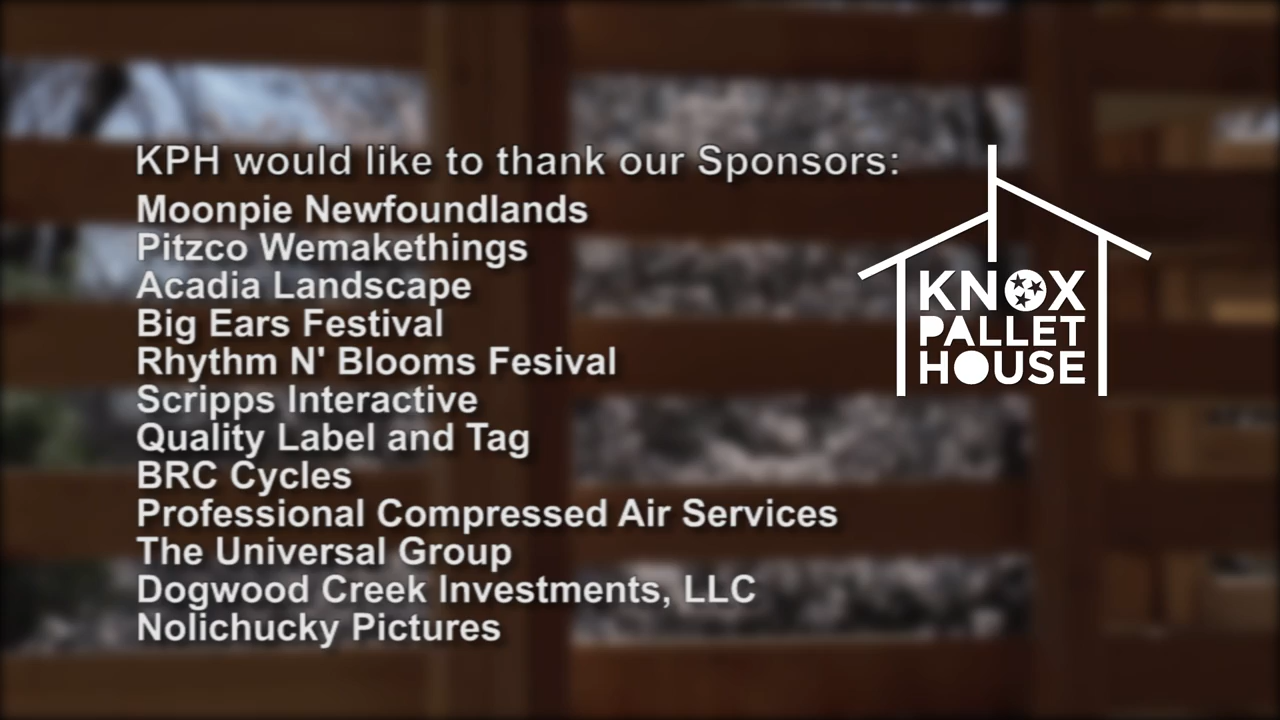 KPH would like to thank our Sponsors:
Moonpie Newfoundlands
Pitzco Wemakethings
Acadia Landscape
Big Ears Festival
Rhythm N' Blooms Fesival
Scripps Interactive
Quality Label and Tag
BRC Cycles
Professional Compressed Air Services
The Universal Group
Dogwood Creek Investments, LLC
Nolichucky Pictures
KNOX
PALLET
HOUSE